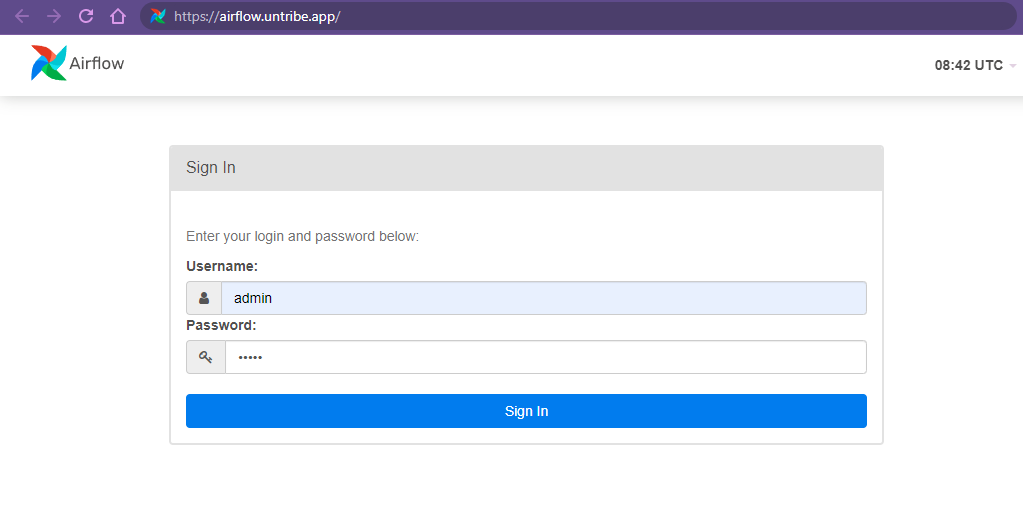 https://airflow.untribe.app/
Airflow
08:42 UTC
Sign In
Enter your login and password below:
Username:
admin
Password:
•••••
Sign In